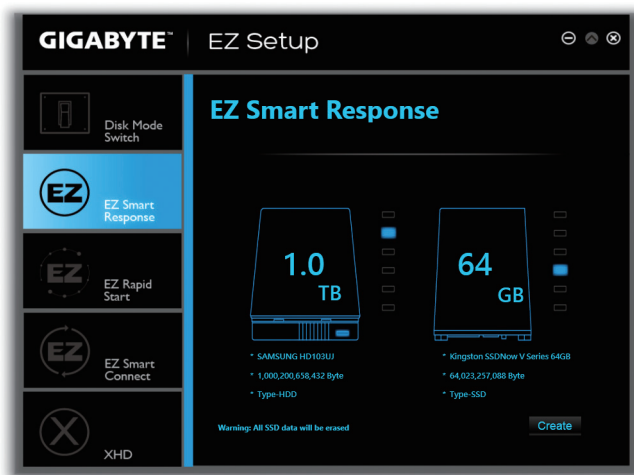 GIGABYTE™ EZ Setup
Disk Mode
Switch
EZ
EZ Smart
Response
EZ
EZ Rapid
Start
EZ
EZ Smart
Connect
X
XHD
EZ Smart Response
1.0
TB
64
GB
* SAMSUNG HD103UJ
* 1,000,200,658,432 Byte
* Type-HDD
* Kingston SSDNow V Series 64GB
* 64,023,257,088 Byte
* Type-SSD
Warning: All SSD data will be erased
Create